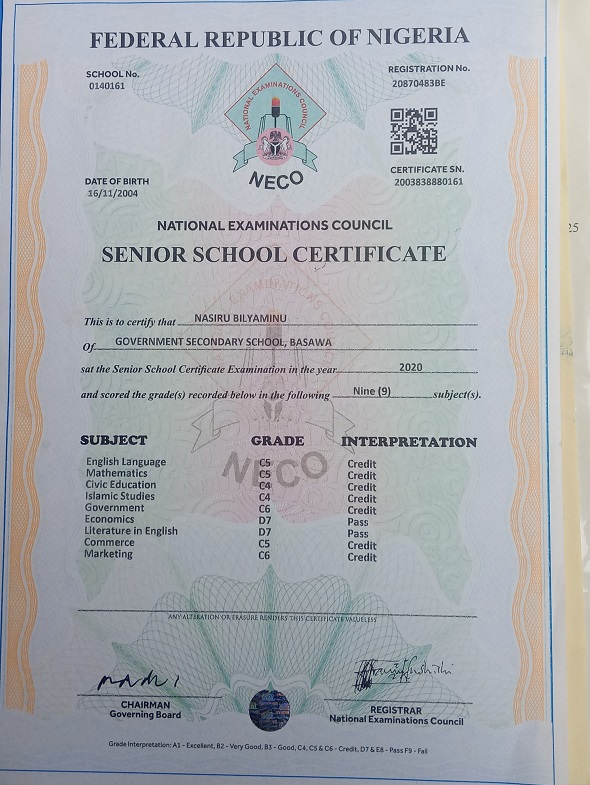 FEDERAL REPUBLIC OF NIGERIA
SCHOOL No.
0140161
REGISTRATION No.
20870483BE
NATIONAL EXAMINATIONS COUNCIL
NECO
CERTIFICATE SN.
2003838880161
DATE OF BIRTH
16/11/2004
NATIONAL EXAMINATIONS COUNCIL
SENIOR SCHOOL CERTIFICATE
This is to certify that NASIRU BILYAMINU
Of GOVERNMENT SECONDARY SCHOOL, BASAWA
sat the Senior School Certificate Examination in the year 2020
and scored the grade(s) recorded below in the following Nine (9) subject(s).
SUBJECT GRADE INTERPRETATION
English Language C5 Credit
Mathematics C5 Credit
Civic Education C4 Credit
Islamic Studies C4 Credit
Government C6 Credit
Economics D7 Pass
Literature in English D7 Pass
Commerce C5 Credit
Marketing C6 Credit
NECO
ANY ALTERATION OR ERASURE RENDERS THIS CERTIFICATE VALUELESS
CHAIRMAN
Governing Board
REGISTRAR
National Examinations Council
Grade Interpretation: A1 - Excellent, B2 - Very Good, B3 - Good, C4, C5 & C6 - Credit, D7 & E8 - Pass F9 - Fail